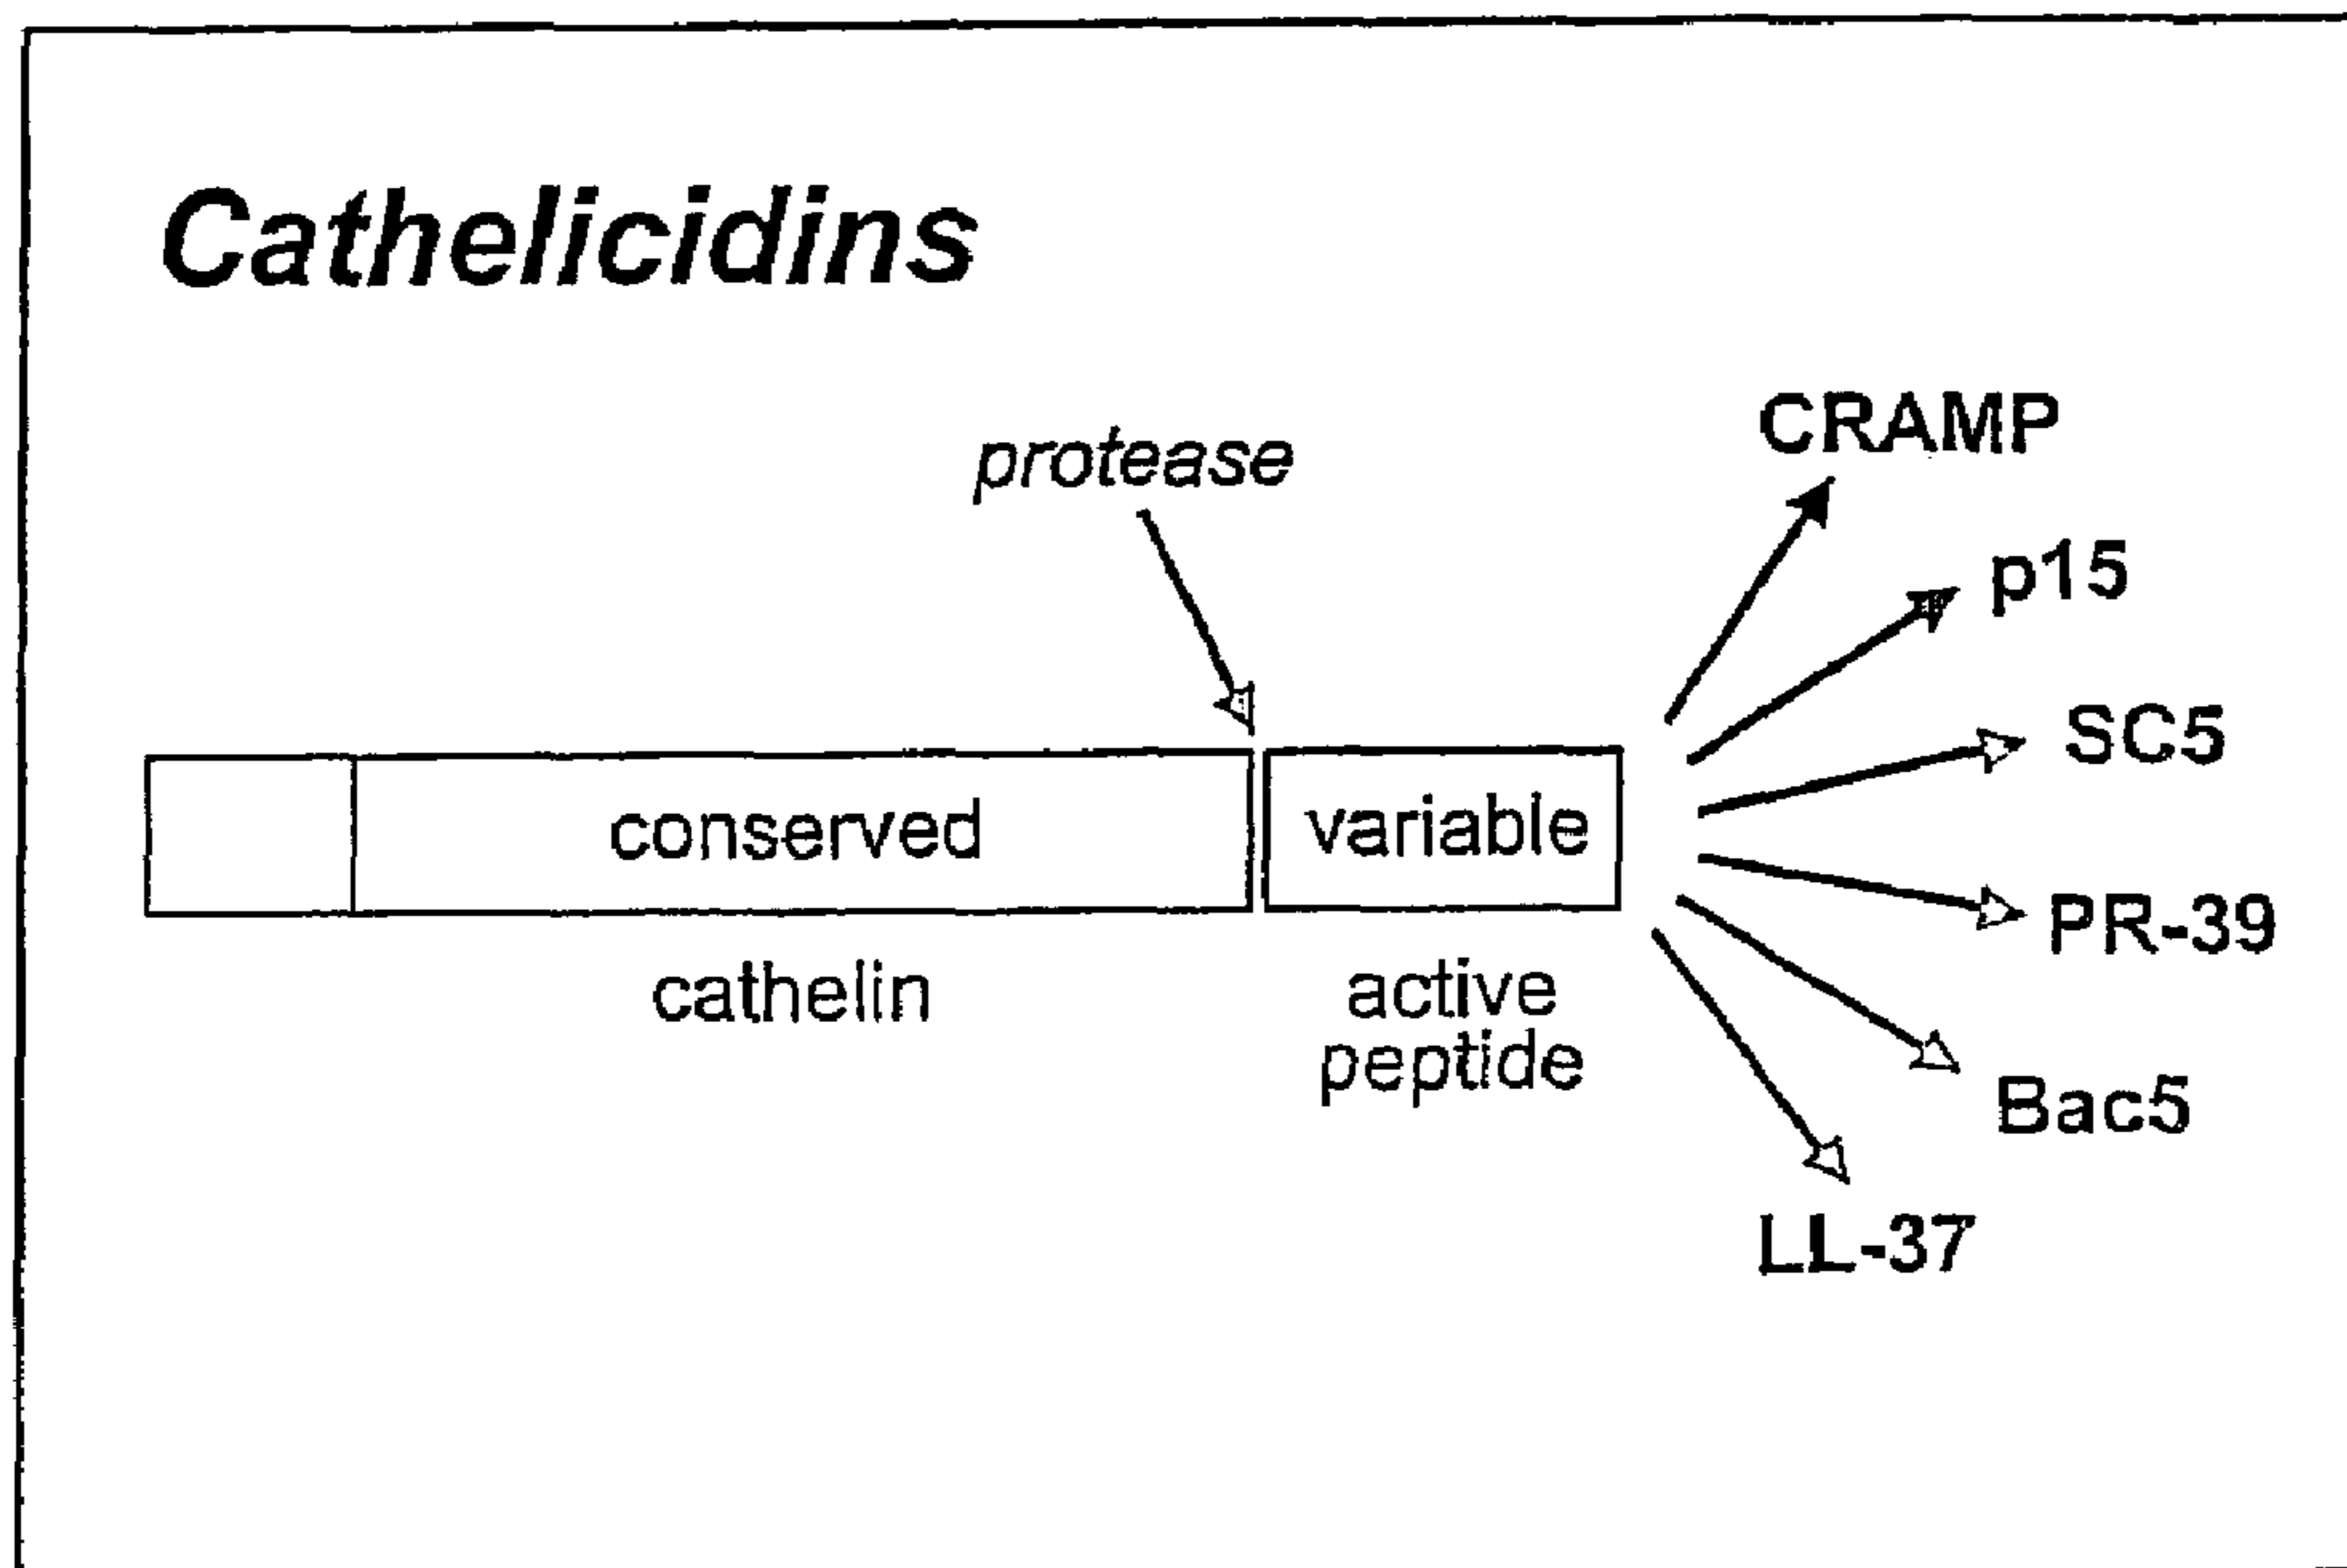 Cathelicidins
protease
CRAMP
p15
SC5
conserved
variable
PR-39
cathelin
active
peptide
Bac5
LL-37